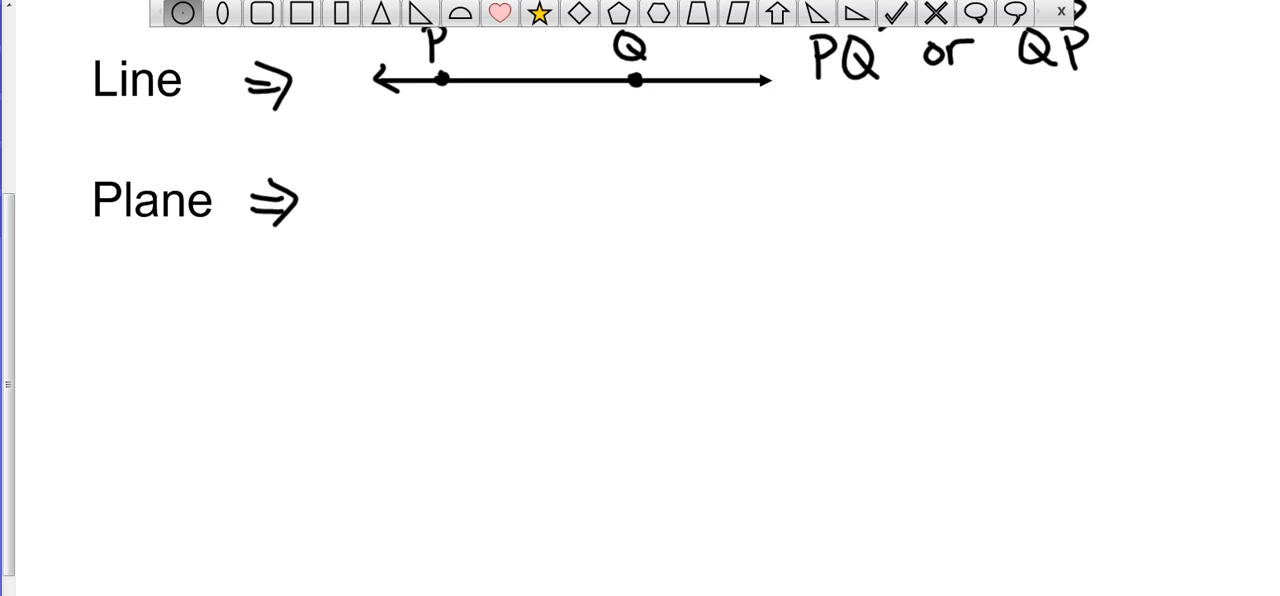 P Q PQ or QP
Line ⇒
Plane ⇒